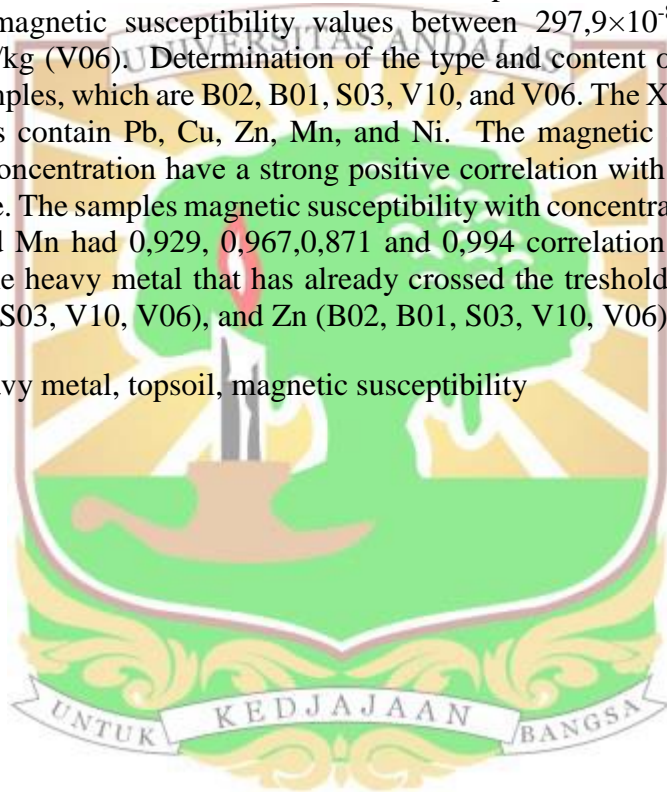 magnetic susceptibility values between 297,9×10⁻
/kg (V06). Determination of the type and content o
mples, which are B02, B01, S03, V10, and V06. The X
s contain Pb, Cu, Zn, Mn, and Ni. The magnetic
oncentration have a strong positive correlation with
e. The samples magnetic susceptibility with concentra
d Mn had 0,929, 0,967,0,871 and 0,994 correlation
e heavy metal that has already crossed the treshold
S03, V10, V06), and Zn (B02, B01, S03, V10, V06)
avy metal, topsoil, magnetic susceptibility
UNIVERSITAS ANDALAS
UNTUK KEDJAJAAN BANGSA